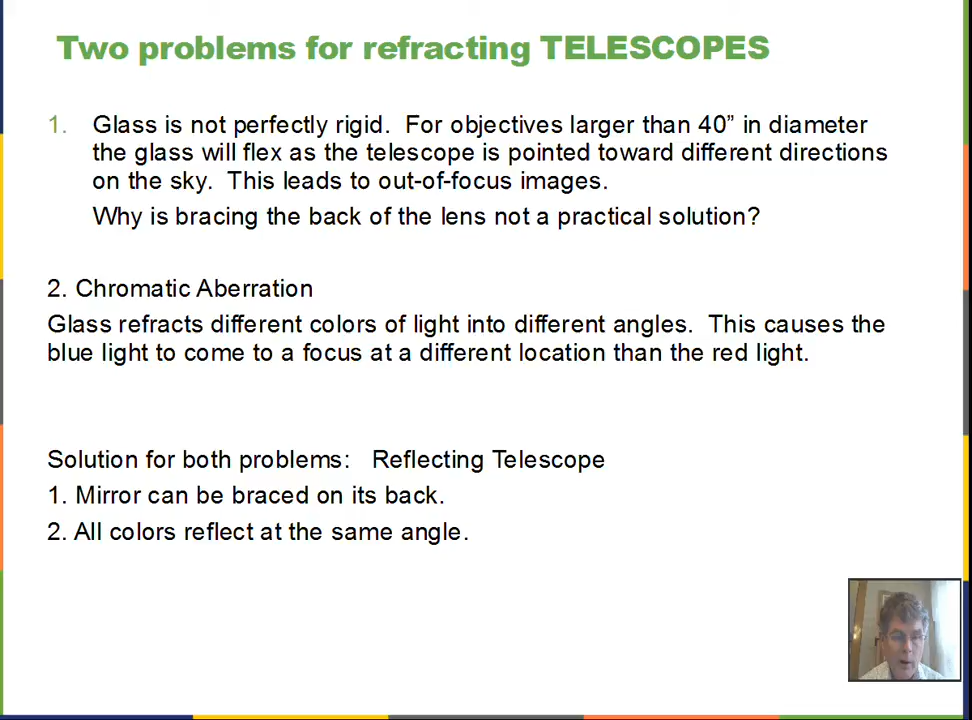 Two problems for refracting TELESCOPES
1. Glass is not perfectly rigid. For objectives larger than 40” in diameter
the glass will flex as the telescope is pointed toward different directions
on the sky. This leads to out-of-focus images.
Why is bracing the back of the lens not a practical solution?
2. Chromatic Aberration
Glass refracts different colors of light into different angles. This causes the
blue light to come to a focus at a different location than the red light.
Solution for both problems: Reflecting Telescope
1. Mirror can be braced on its back.
2. All colors reflect at the same angle.